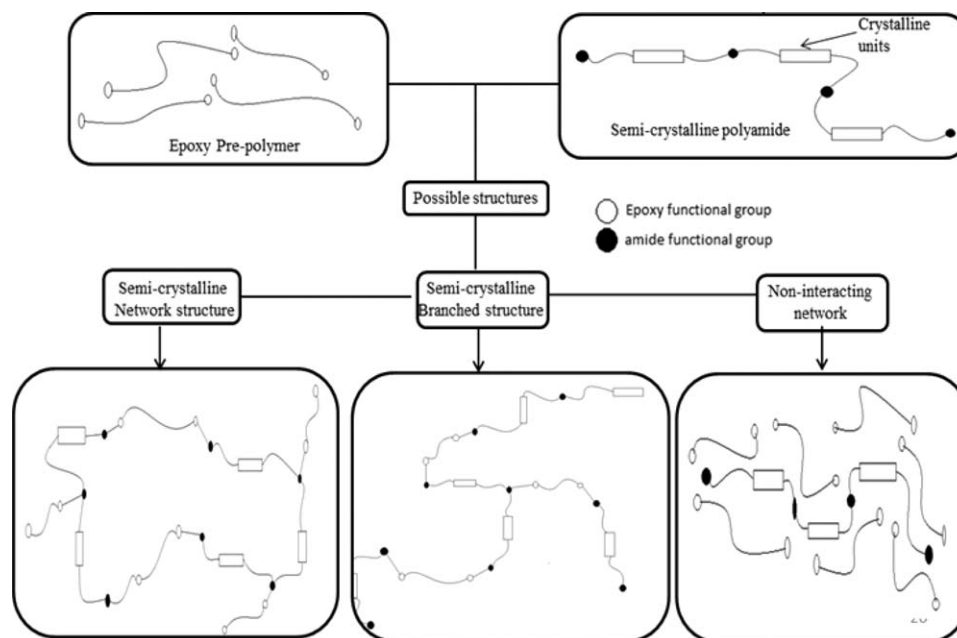 Crystalline
units
Epoxy Pre-polymer
Semi-crystalline polyamide
Possible structures
Epoxy functional group
amide functional group
Semi-crystalline
Network structure
Semi-crystalline
Branched structure
Non-interacting
network